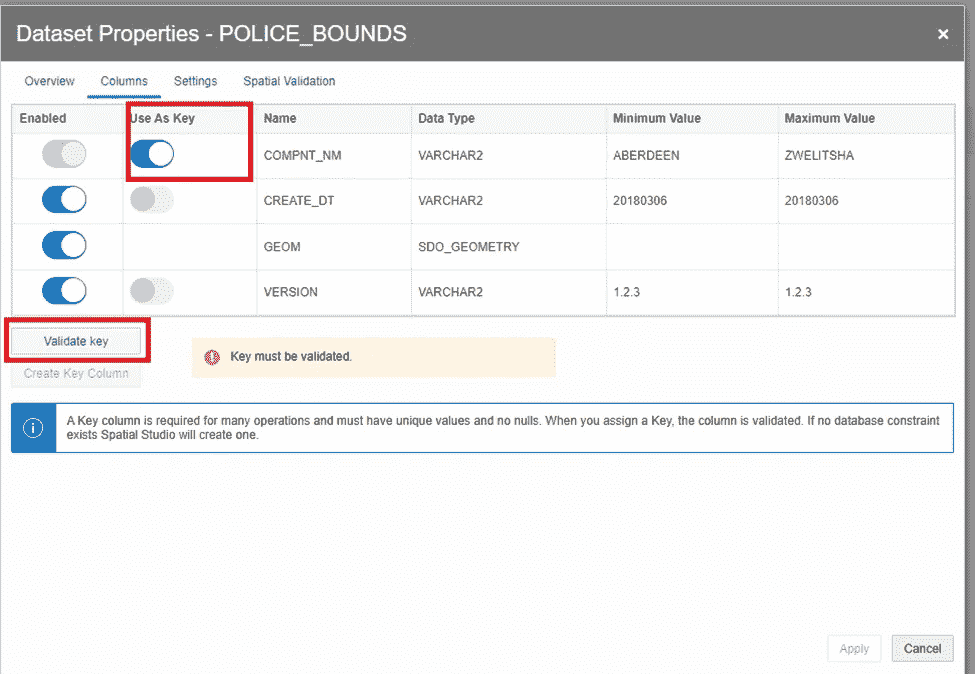 Dataset Properties - POLICE_BOUNDS
Overview Columns Settings Spatial Validation
Enabled Use As Key Name Data Type Minimum Value Maximum Value
COMPNT_NM VARCHAR2 ABERDEEN ZWELITSHA
CREATE_DT VARCHAR2 20180306 20180306
GEOM SDO_GEOMETRY
VERSION VARCHAR2 1.2.3 1.2.3
Validate key
Key must be validated.
Create Key Column
A Key column is required for many operations and must have unique values and no nulls. When you assign a Key, the column is validated. If no database constraint
exists Spatial Studio will create one.
Apply Cancel